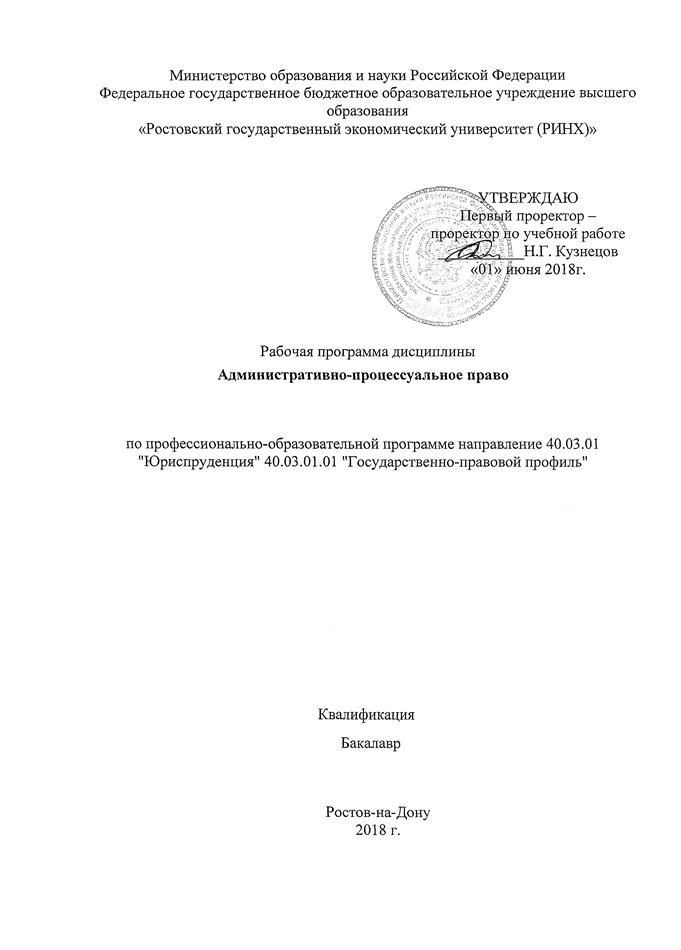 Министерство образования и науки Российской Федерации
Федеральное государственное бюджетное образовательное учреждение высшего
образования
«Ростовский государственный экономический университет (РИНХ)»
УТВЕРЖДАЮ
Первый проректор –
проректор по учебной работе
Н.Г. Кузнецов
«01» июня 2018г.
Рабочая программа дисциплины
Административно-процессуальное право
по профессионально-образовательной программе направление 40.03.01
"Юриспруденция" 40.03.01.01 "Государственно-правовой профиль"
Квалификация
Бакалавр
Ростов-на-Дону
2018 г.